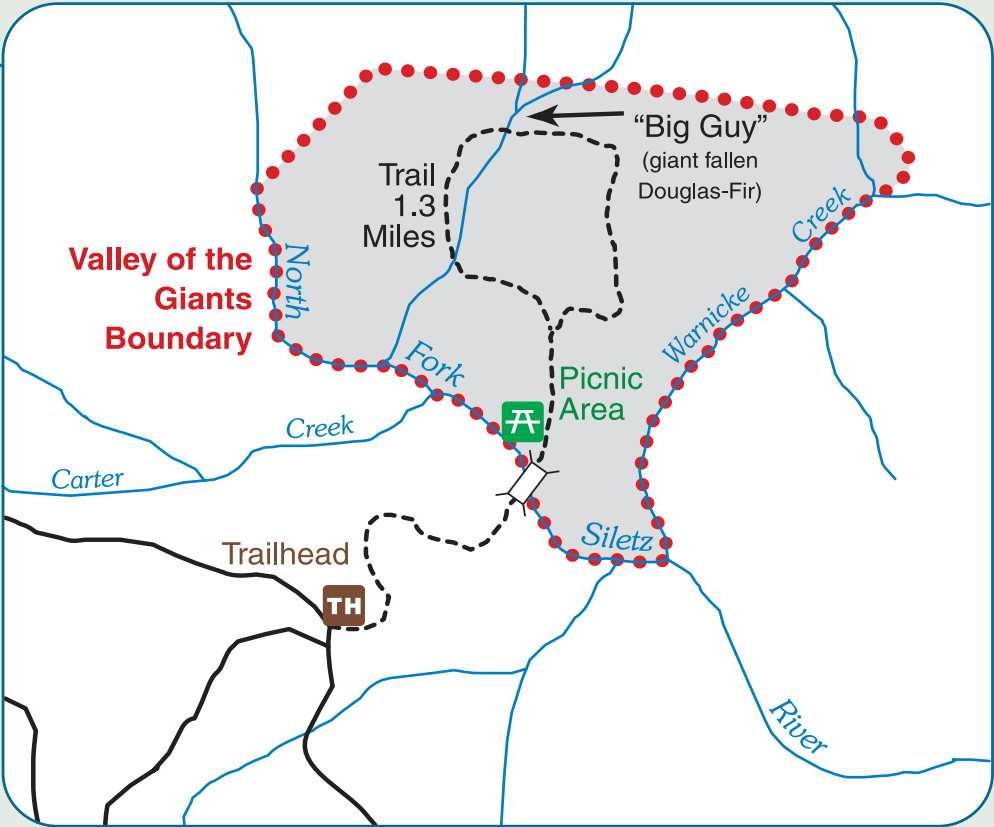 “Big Guy”
(giant fallen
Douglas-Fir)
Trail
1.3
Miles
Creek
Valley of the
Giants
Boundary
North
Warnicke
Fork
Picnic
Area
Creek
Carter
Siletz
Trailhead
TH
River